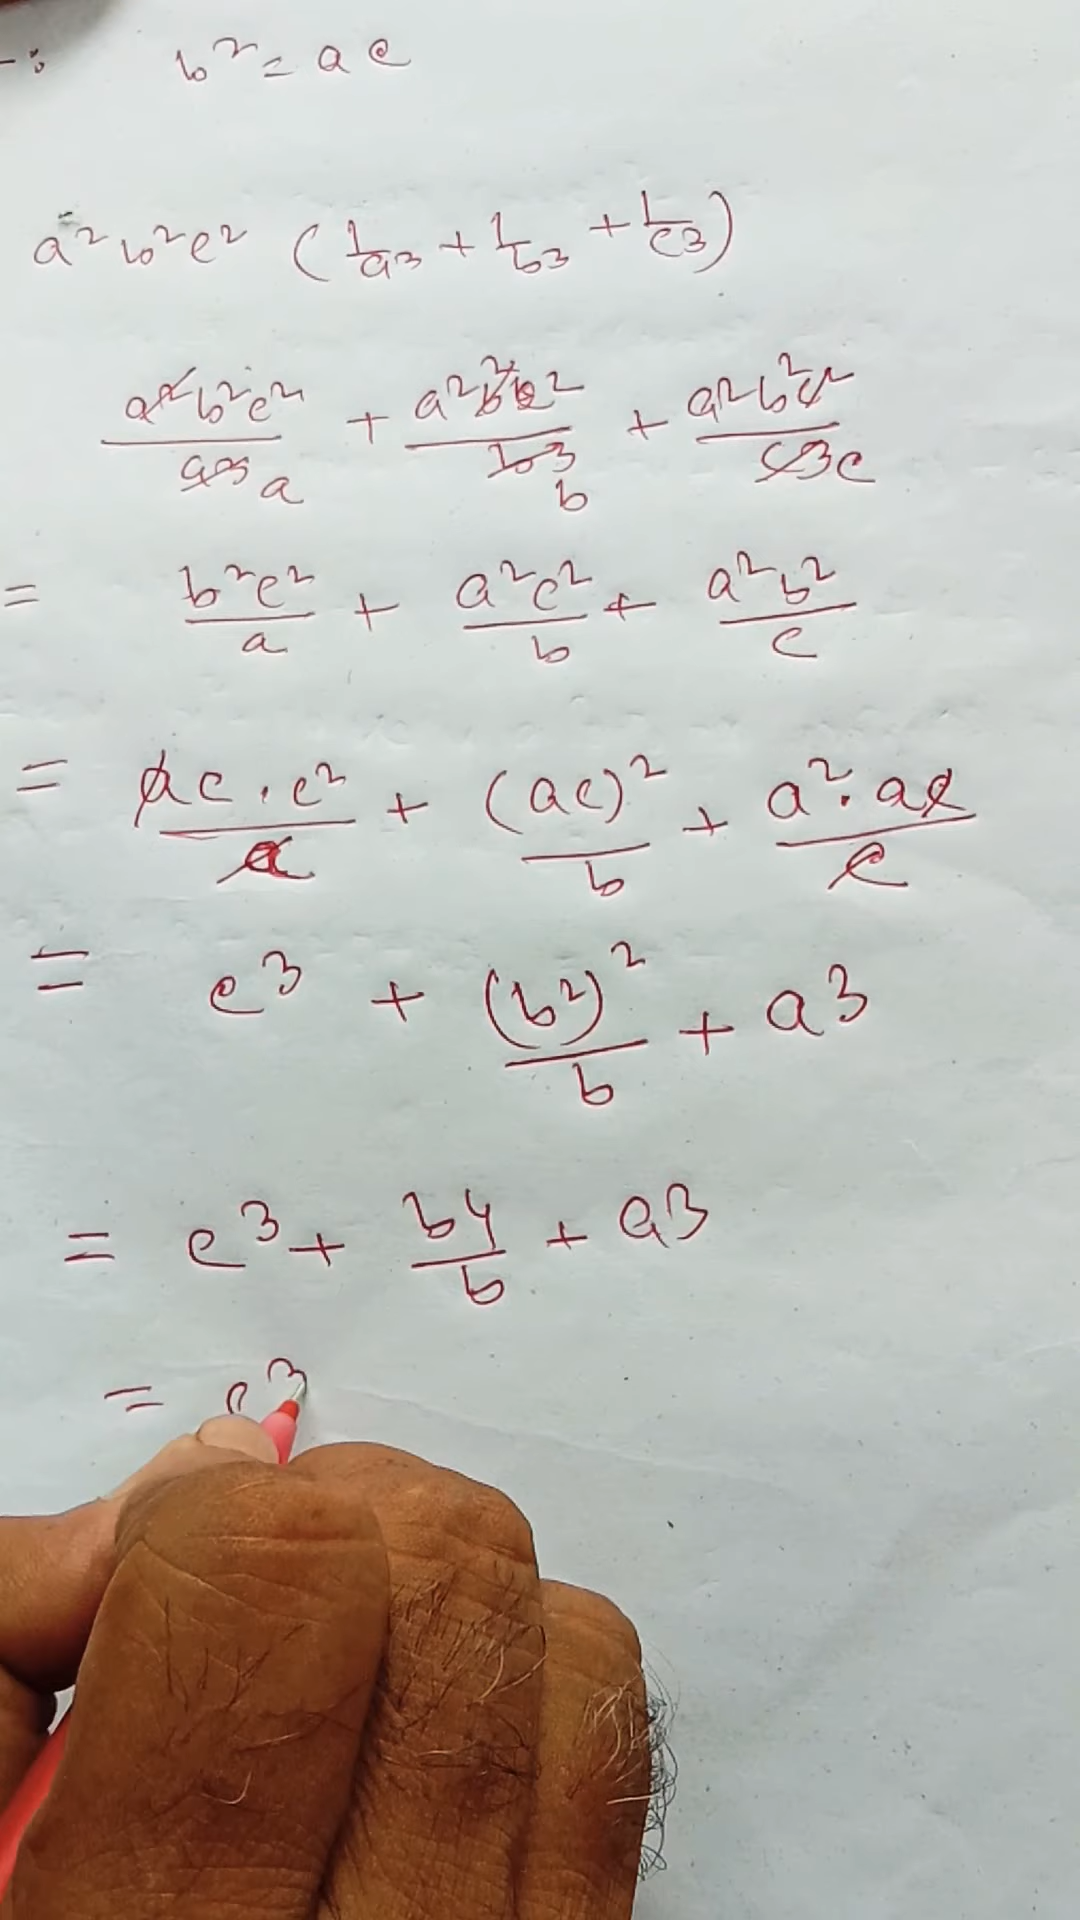 -: b² = ac
a²b²c² (1/a³ + 1/b³ + 1/c³)
a²b²c²/a³ a + a²b²c²/b³ b + a²b²c²/c³ c
= b²c²/a + a²c²/b + a²b²/c
= ac.c²/a + (ac)²/b + a².ac/c
= c³ + (b²)²/b + a³
= c³ + b⁴/b + a³
= c³